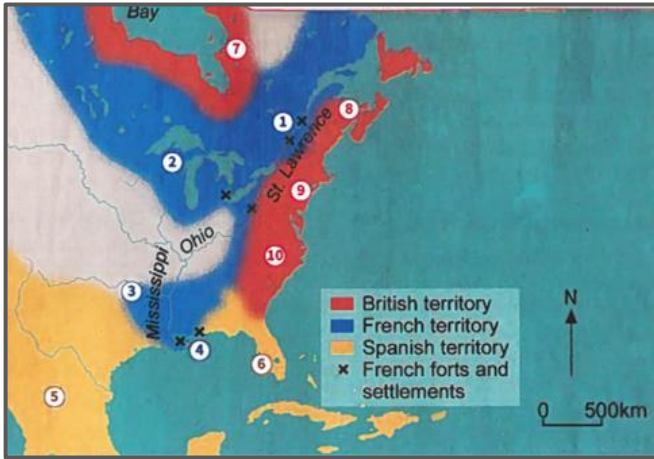 Bay
7
1
8
St. Lawrence
2
9
Ohio
10
3
Mississippi
4
6
5
British territory
French territory
Spanish territory
French forts and
settlements
N
0 500km